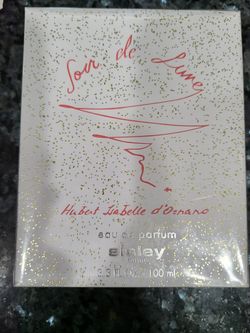 Soir de Lune
Hubert Isabelle d'Ornano
eau de parfum
sisley
100 ml